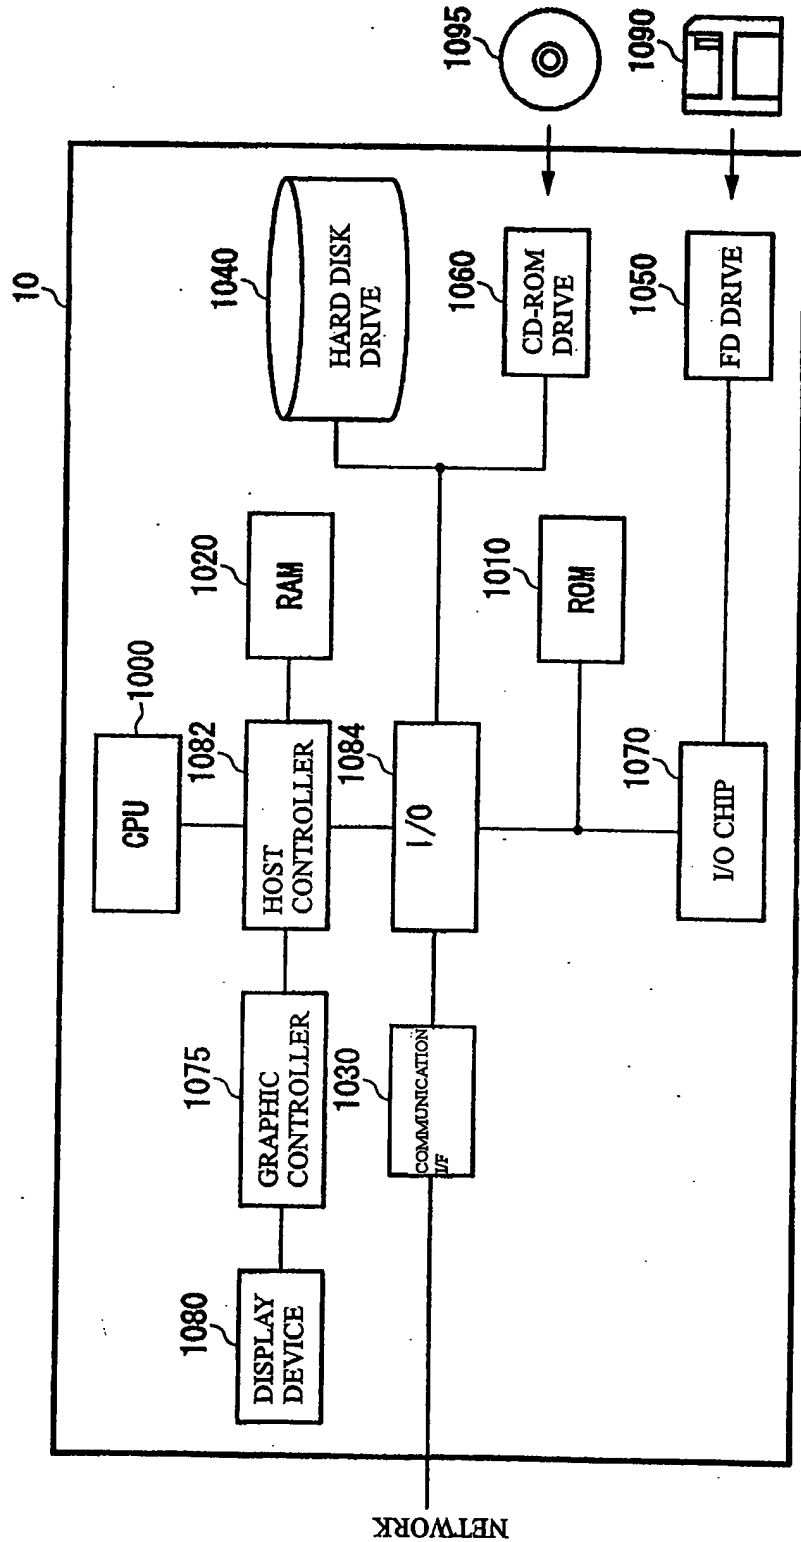 10
1000
CPU
1080
DISPLAY
DEVICE
1075
GRAPHIC
CONTROLLER
1082
HOST
CONTROLLER
1020
RAM
1040
HARD DISK
DRIVE
1030
COMMUNICATION
I/F
1084
I/O
1060
CD-ROM
DRIVE
1095
NETWORK
1010
ROM
1070
I/O CHIP
1050
FD DRIVE
1090